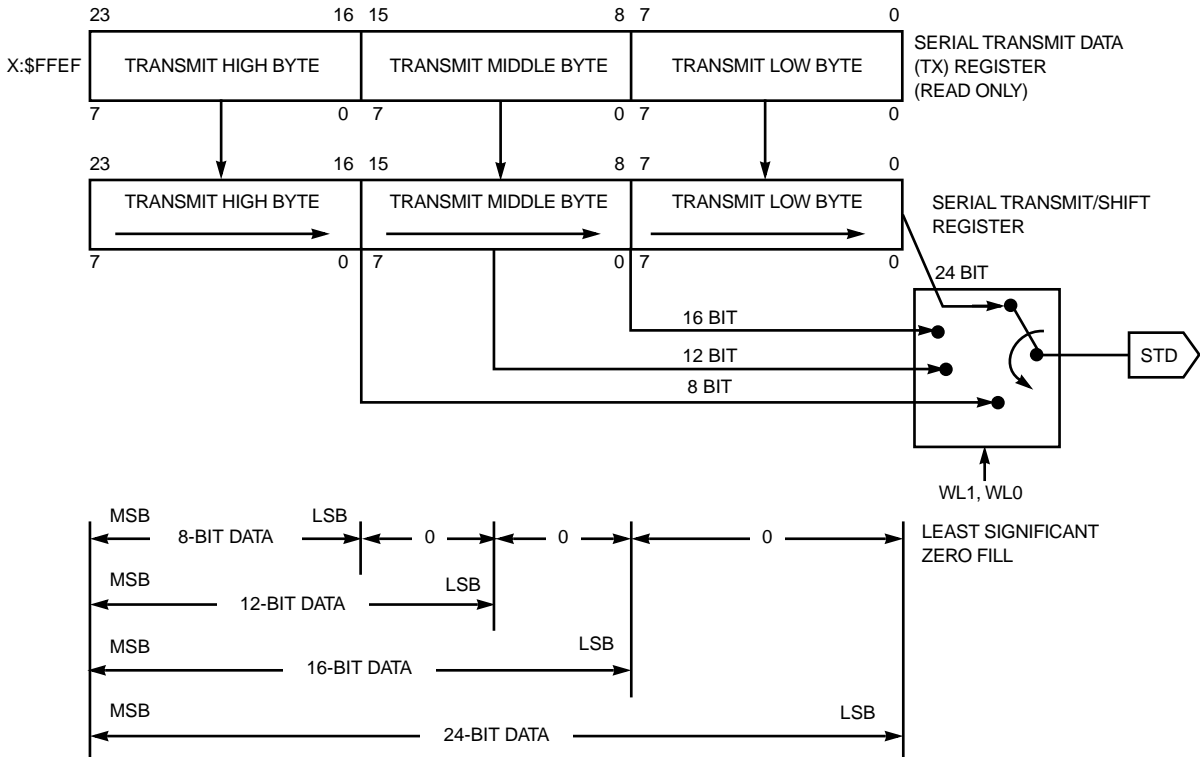 23 16 15 8 7 0
X:$FFEF TRANSMIT HIGH BYTE TRANSMIT MIDDLE BYTE TRANSMIT LOW BYTE
SERIAL TRANSMIT DATA
(TX) REGISTER
(READ ONLY)
7 0 7 0 7 0
23 16 15 8 7 0
TRANSMIT HIGH BYTE TRANSMIT MIDDLE BYTE TRANSMIT LOW BYTE
SERIAL TRANSMIT/SHIFT
REGISTER
7 0 7 0 7 0
24 BIT
16 BIT
12 BIT
8 BIT
STD
WL1, WL0
MSB LSB
8-BIT DATA 0 0 0
LEAST SIGNIFICANT
ZERO FILL
MSB LSB
12-BIT DATA
MSB LSB
16-BIT DATA
MSB LSB
24-BIT DATA